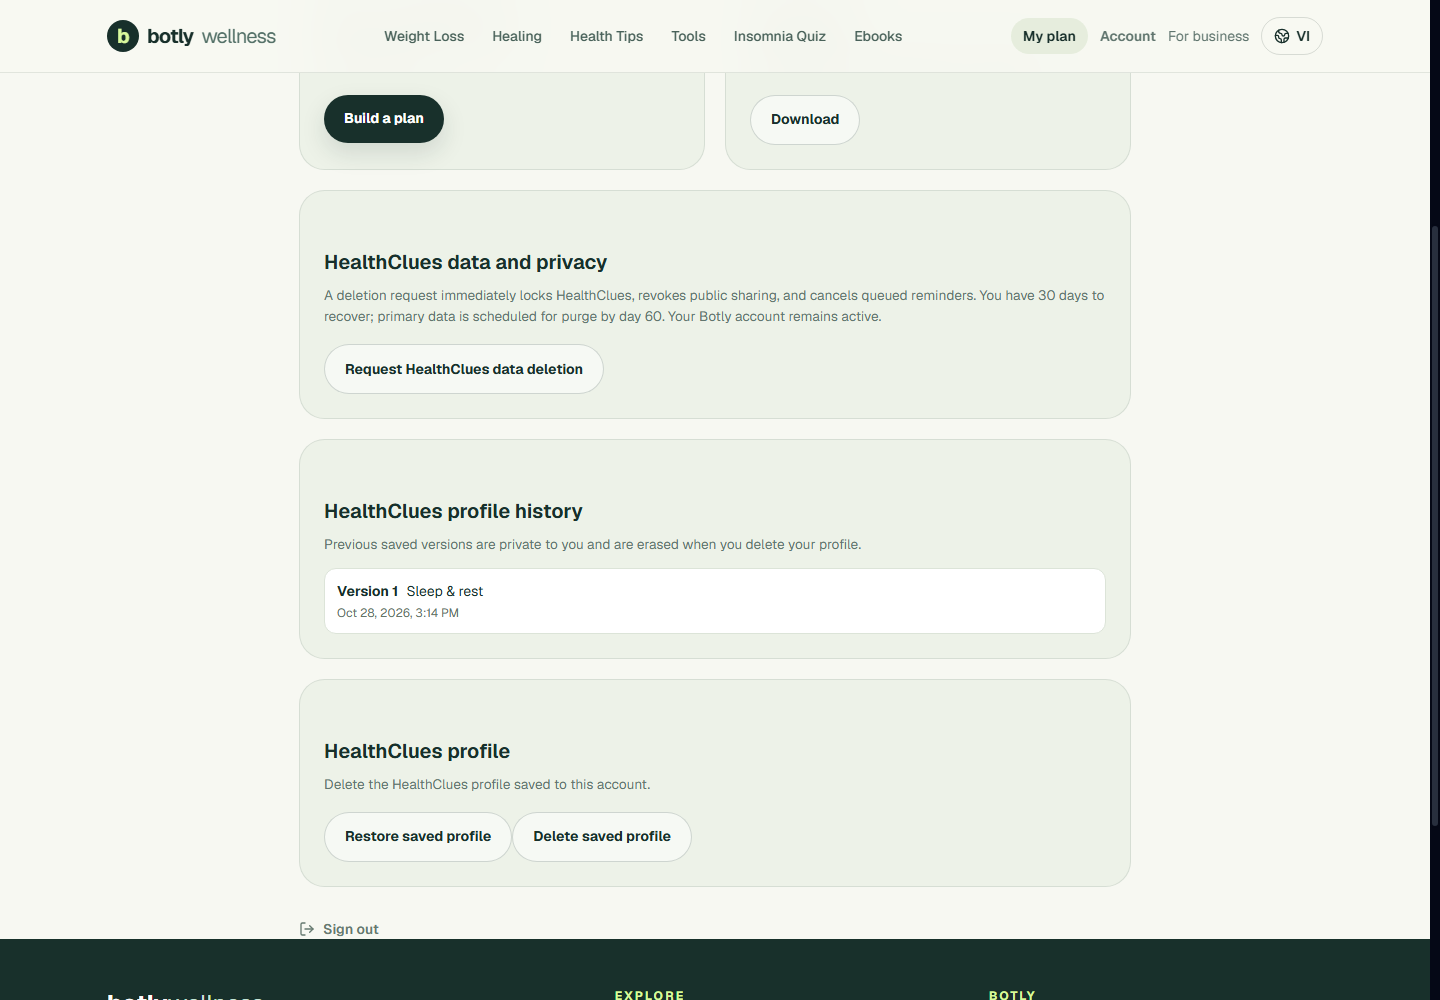 b botly wellness
Weight Loss Healing Health Tips Tools Insomnia Quiz Ebooks
My plan Account For business VI
Build a plan
Download
HealthClues data and privacy
A deletion request immediately locks HealthClues, revokes public sharing, and cancels queued reminders. You have 30 days to
recover; primary data is scheduled for purge by day 60. Your Botly account remains active.
Request HealthClues data deletion
HealthClues profile history
Previous saved versions are private to you and are erased when you delete your profile.
Version 1 Sleep & rest
Oct 28, 2026, 3:14 PM
HealthClues profile
Delete the HealthClues profile saved to this account.
Restore saved profile
Delete saved profile
Sign out
botly wellness
EXPLORE
BOTLY